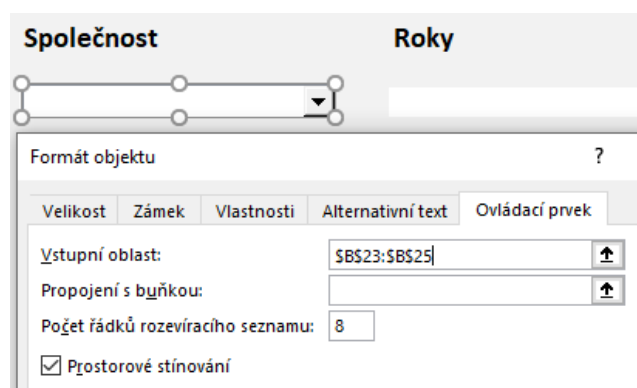 Společnost Roky
Formát objektu ?
Velikost Zámek Vlastnosti Alternativní text Ovládací prvek
Vstupní oblast: $B$23:$B$25
Propojení s buňkou:
Počet řádků rozevíracího seznamu: 8
Prostorové stínování